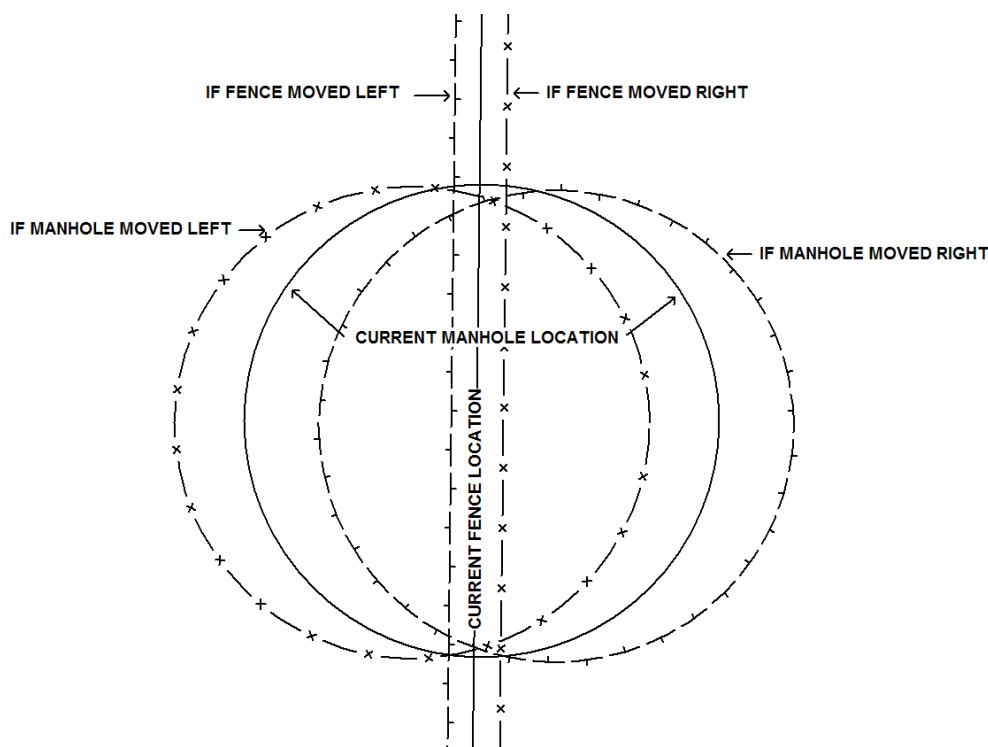 IF FENCE MOVED LEFT
IF FENCE MOVED RIGHT
IF MANHOLE MOVED LEFT
IF MANHOLE MOVED RIGHT
CURRENT MANHOLE LOCATION
CURRENT FENCE LOCATION